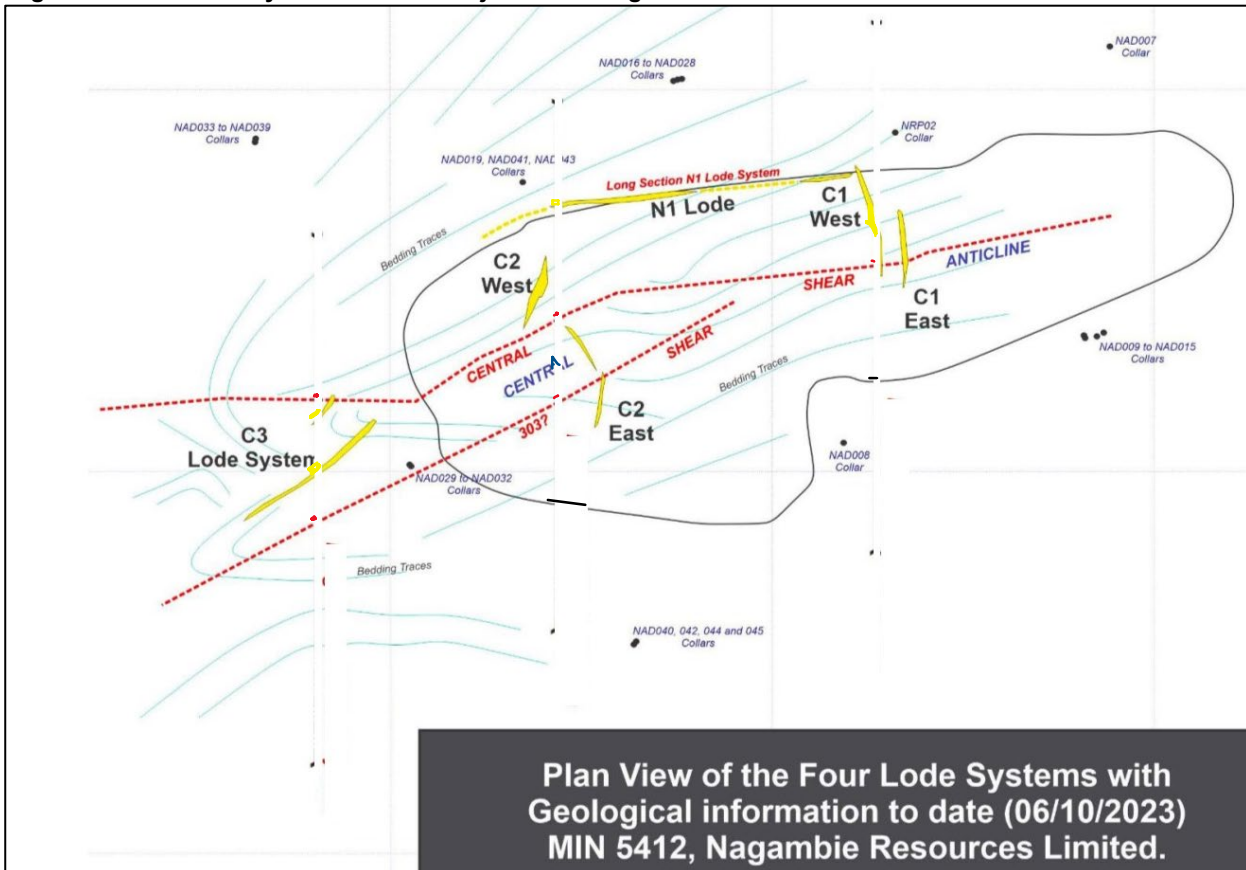 NAD007
Collar
NAD016 to NAD028
Collars
NAD033 to NAD039
Collars
NRP02
Collar
NAD019, NAD041,
Collars
Long Section N1 Lode System
N1 Lode
C1
West
Bedding Traces
C2
West
ANTICLINE
SHEAR
C1
East
CENTRAL
SHEAR
NAD009 to NAD015
Collars
Bedding Traces
303?
C2
East
C3
Lode System
NAD008
Collar
NAD029 to NAD032
Collars
Bedding Traces
NAD040, 042, 044 and 045
Collars
Plan View of the Four Lode Systems with
Geological information to date (06/10/2023)
MIN 5412, Nagambie Resources Limited.